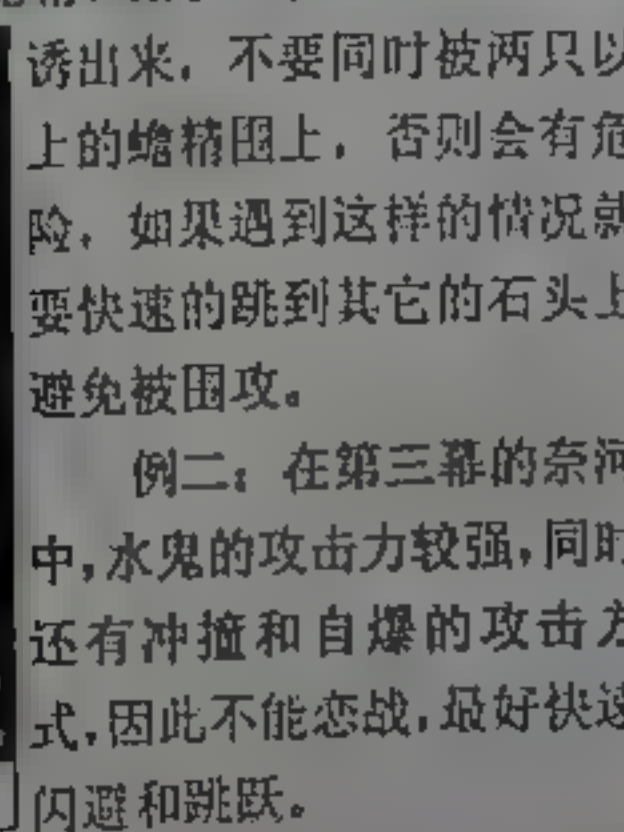 诱出来，不要同时被两只以
上的蟾精围上，否则会有危
险，如果遇到这样的情况就
要快速的跳到其它的石头上
避免被围攻。
例二：在第三幕的奈河
中，水鬼的攻击力较强，同时
还有冲撞和自爆的攻击方
式，因此不能恋战，最好快速
闪避和跳跃。